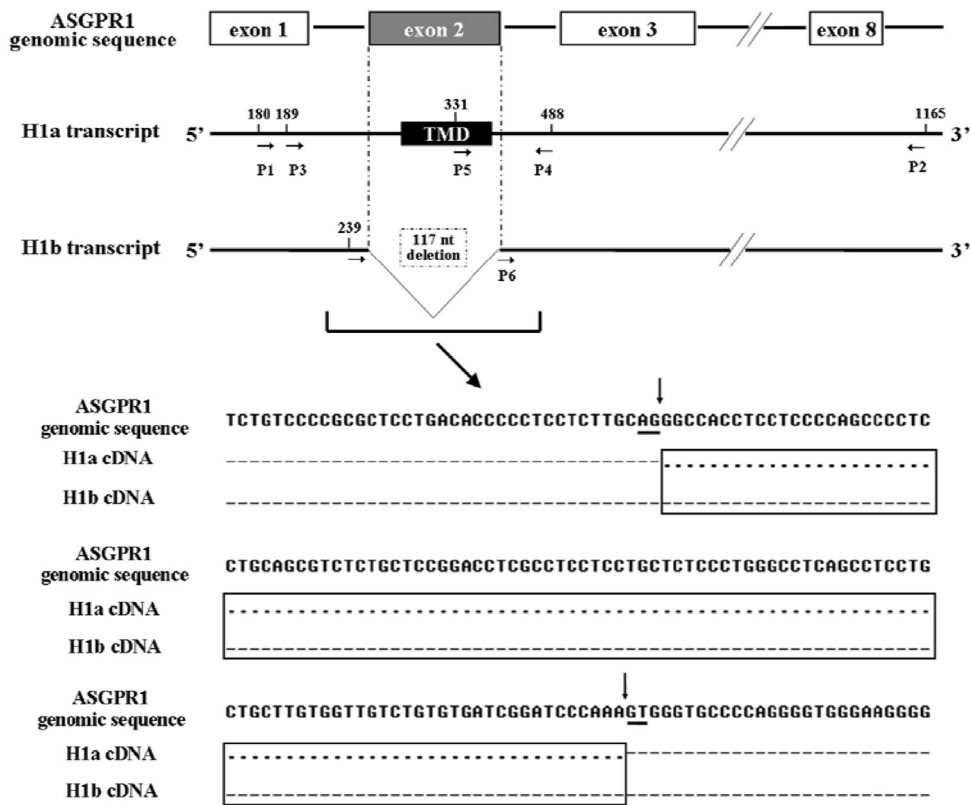 ASGPR1
genomic sequence
exon 1
exon 2
exon 3
exon 8
H1a transcript
5’
180
189
331
488
1165
3’
TMD
P1
P3
P5
P4
P2
H1b transcript
5’
239
117 nt
deletion
P6
3’
ASGPR1
genomic sequence
TCTGTCCCCGCGCTCCTGACACCCCCTCCTCTTGCAGGGCCACCTCCTCCCCAGCCCCTC
H1a cDNA
H1b cDNA
ASGPR1
genomic sequence
CTGCAGCGTCTCTGCTCCGGACCTCGCCTCCTCCTGCTCTCCCTGGGCCTCAGCCTCCTG
H1a cDNA
H1b cDNA
ASGPR1
genomic sequence
CTGCTTGTGGTTGTCTGTGTGATCGGATCCCAAAGTGGGTGCCCCAGGGGTGGGAAGGGG
H1a cDNA
H1b cDNA